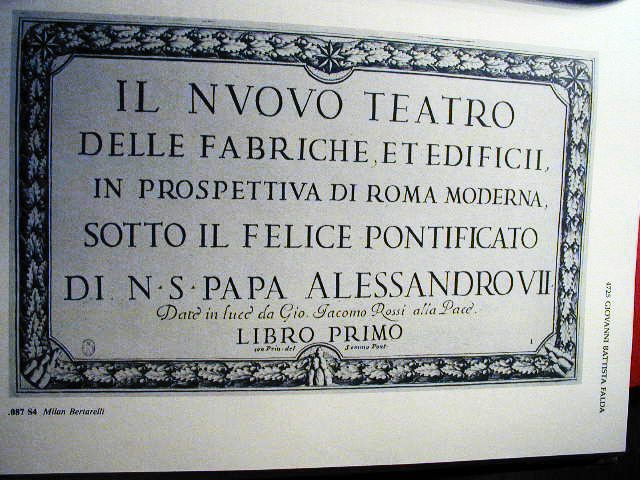 IL NVOVO TEATRO
DELLE FABRICHE, ET EDIFICII,
IN PROSPETTIVA DI ROMA MODERNA,
SOTTO IL FELICE PONTIFICATO
DI N·S·PAPA ALESSANDRO VII·
Date in luce da Gio. Jacomo Rossi alla Pace.
LIBRO PRIMO
con Priu. del Sommo Pont.
1
.087 S4 Milan Bertarelli
4725 GIOVANNI BATTISTA FALDA